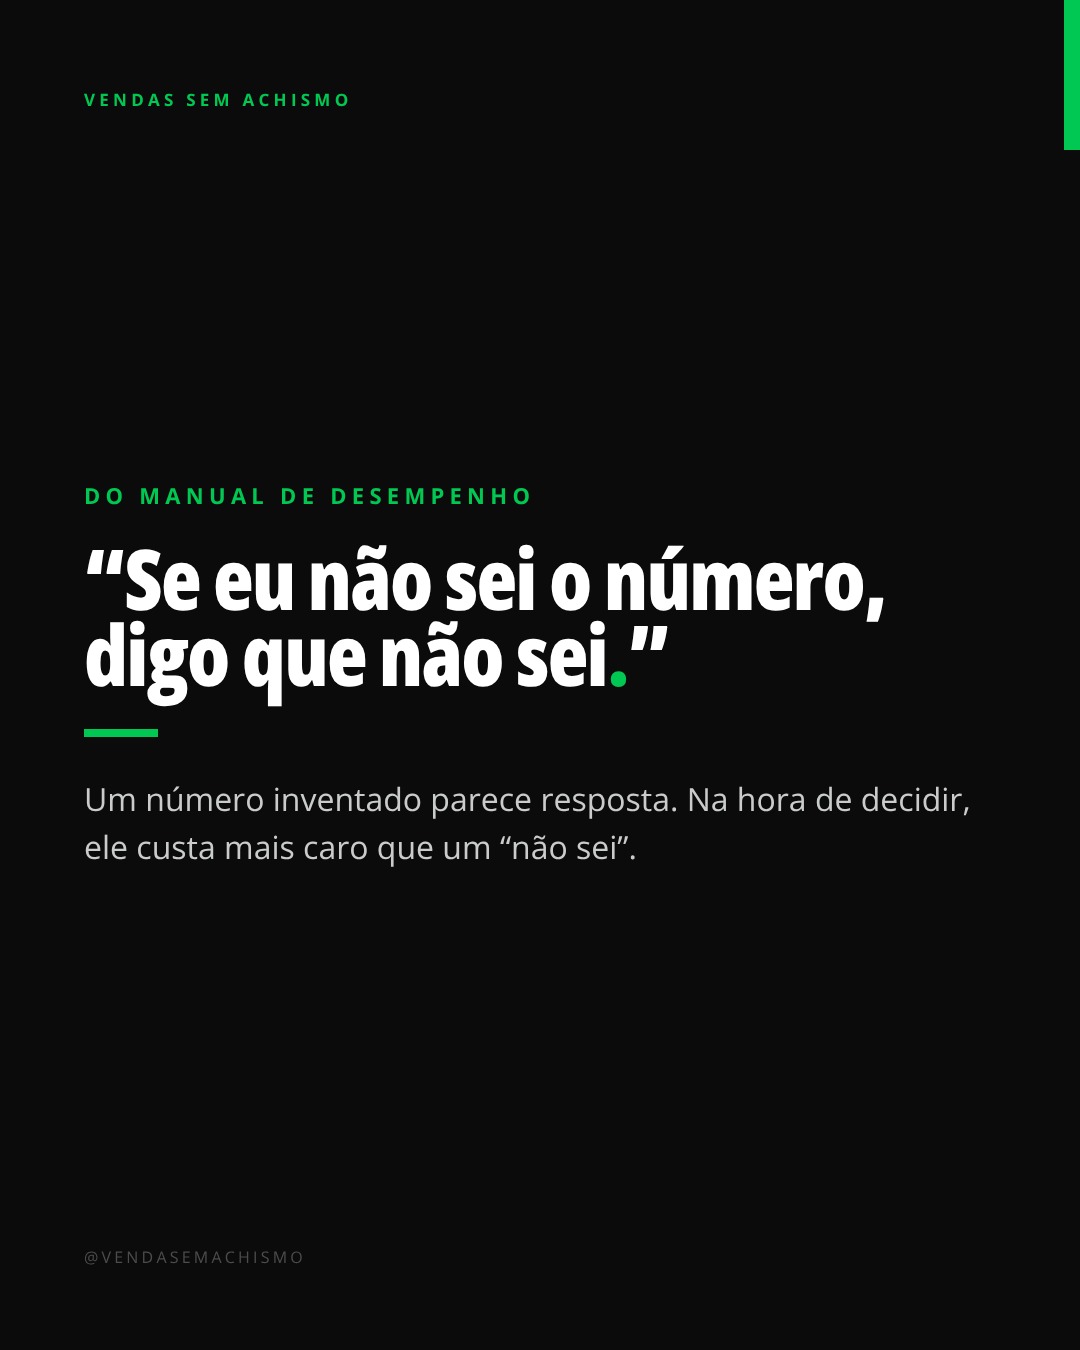 VENDAS SEM ACHISMO
DO MANUAL DE DESEMPENHO
“Se eu não sei o número,
digo que não sei.”
Um número inventado parece resposta. Na hora de decidir,
ele custa mais caro que um “não sei”.
@VENDASEMACHISMO